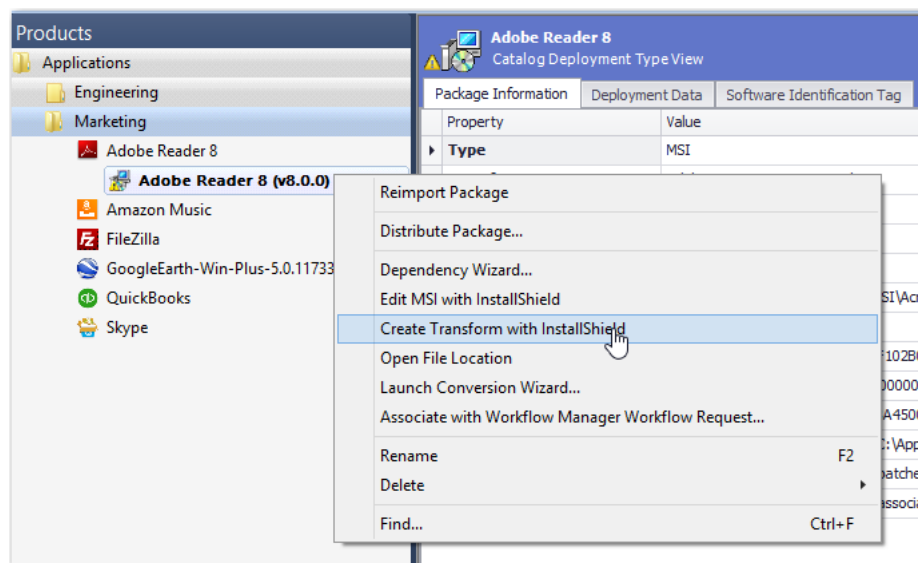 Products
Applications
Engineering
Marketing
Adobe Reader 8
Adobe Reader 8 (v8.0.0)
Amazon Music
FileZilla
GoogleEarth-Win-Plus-5.0.11733
QuickBooks
Skype
Adobe Reader 8
Catalog Deployment Type View
Package Information Deployment Data Software Identification Tag
Property Value
Type MSI
Reimport Package
Distribute Package...
Dependency Wizard...
Edit MSI with InstallShield
Create Transform with InstallShield
Open File Location
Launch Conversion Wizard...
Associate with Workflow Manager Workflow Request...
Rename F2
Delete
Find... Ctrl+F